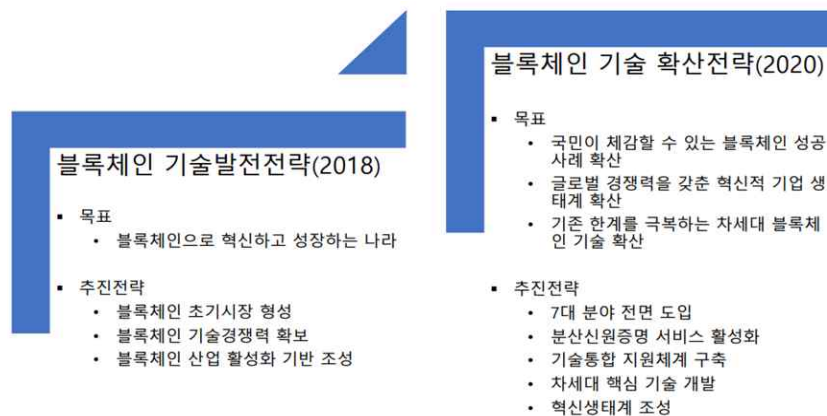 블록체인 기술발전전략(2018)
▪ 목표
• 블록체인으로 혁신하고 성장하는 나라
▪ 추진전략
• 블록체인 초기시장 형성
• 블록체인 기술경쟁력 확보
• 블록체인 산업 활성화 기반 조성
블록체인 기술 확산전략(2020)
▪ 목표
• 국민이 체감할 수 있는 블록체인 성공
사례 확산
• 글로벌 경쟁력을 갖춘 혁신적 기업 생
태계 확산
• 기존 한계를 극복하는 차세대 블록체
인 기술 확산
▪ 추진전략
• 7대 분야 전면 도입
• 분산신원증명 서비스 활성화
• 기술통합 지원체계 구축
• 차세대 핵심 기술 개발
• 혁신생태계 조성